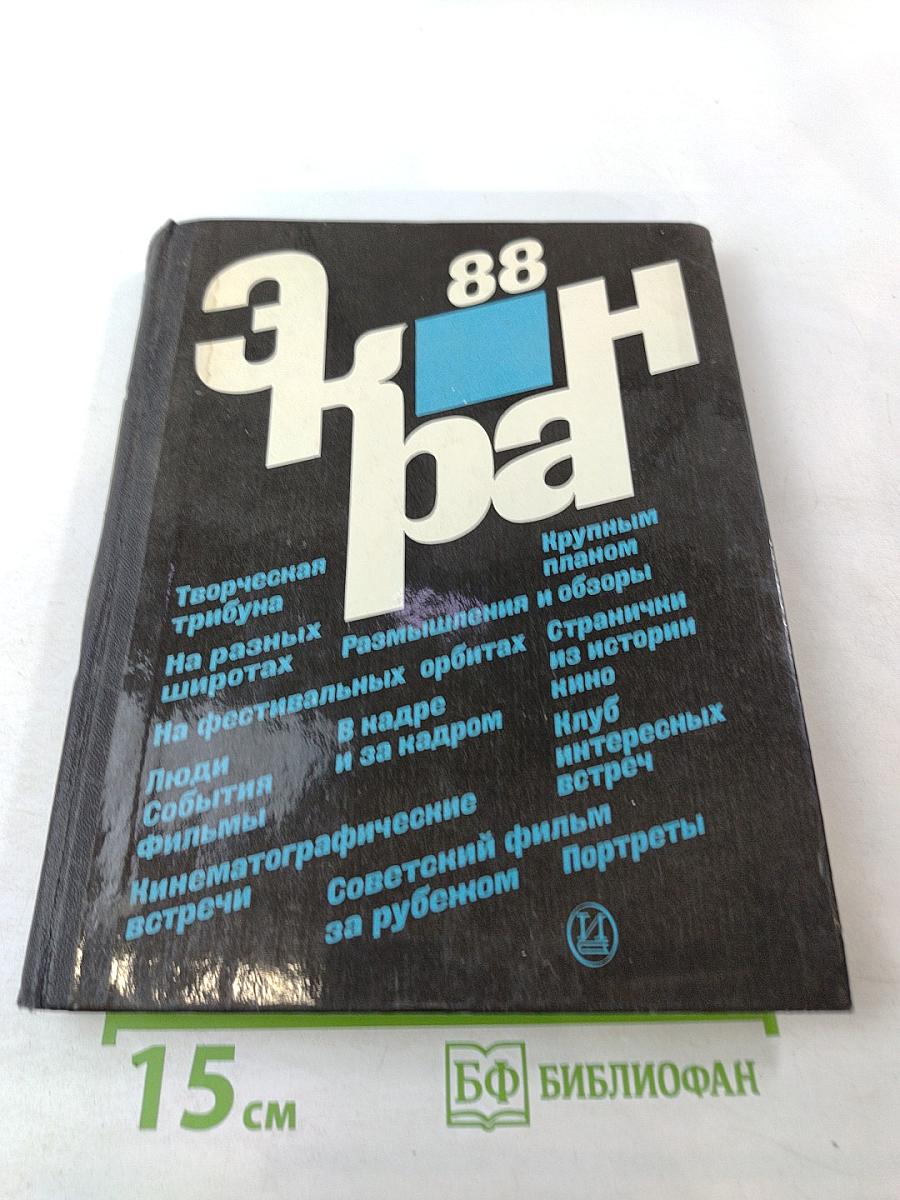 88
экран
Творческая
трибуна
Крупным
планом
Размышления и обзоры
На разных
широтах
Странички
из истории
кино
На фестивальных орбитах
В кадре
и за кадром
Клуб
интересных
встреч
Люди
События
Фильмы
Кинематографические
встречи
Советский фильм
за рубежом
Портреты
И
15 см
БФ БИБЛИОФАН